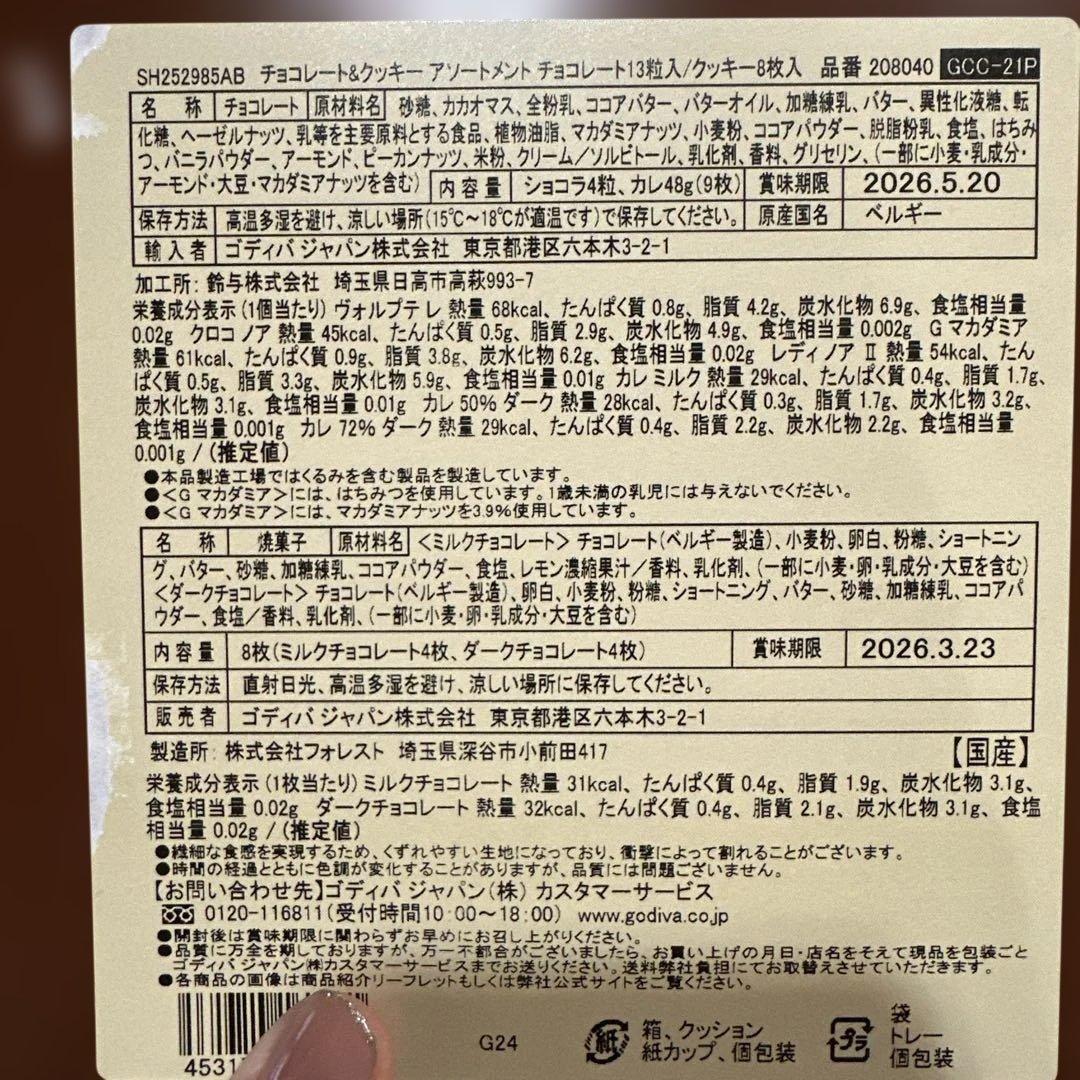 SH252985AB チョコレート&クッキー アソートメント チョコレート13粒入/クッキー8枚入 品番 208040 GCC-21P
名 称 チョコレート 原材料名 砂糖、カカオマス、全粉乳、ココアバター、バターオイル、加糖練乳、バター、異性化液糖、転
化糖、ヘーゼルナッツ、乳等を主要原料とする食品、植物油脂、マカダミアナッツ、小麦粉、ココアパウダー、脱脂粉乳、食塩、はちみ
つ、バニラパウダー、アーモンド、ピーカンナッツ、米粉、クリーム/ソルビトール、乳化剤、香料、グリセリン、(一部に小麦・乳成分・
アーモンド・大豆・マカダミアナッツを含む) 内容量 ショコラ4粒、カレ48g(9枚) 賞味期限 2026.5.20
保存方法 高温多湿を避け、涼しい場所(15℃〜18℃が適温です)で保存してください。 原産国名 ベルギー
輸入者 ゴディバ ジャパン株式会社 東京都港区六本木3-2-1
加工所: 鈴与株式会社 埼玉県日高市高萩993-7
栄養成分表示 (1個当たり) ヴォルプテ レ 熱量 68kcal、たんぱく質 0.8g、脂質 4.2g、炭水化物 6.9g、食塩相当量
0.02g クロコ ノア 熱量 45kcal、たんぱく質 0.5g、脂質 2.9g、炭水化物 4.9g、食塩相当量 0.002g G マカダミア
熱量 61kcal、たんぱく質 0.9g、脂質 3.8g、炭水化物 6.2g、食塩相当量 0.02g レディノア Ⅱ 熱量 54kcal、たん
ぱく質 0.5g、脂質 3.3g、炭水化物 5.9g、食塩相当量 0.01g カレ ミルク 熱量 29kcal、たんぱく質 0.4g、脂質 1.7g、
炭水化物 3.1g、食塩相当量 0.01g カレ 50% ダーク 熱量 28kcal、たんぱく質 0.3g、脂質 1.7g、炭水化物 3.2g、
食塩相当量 0.001g カレ 72% ダーク 熱量 29kcal、たんぱく質 0.4g、脂質 2.2g、炭水化物 2.2g、食塩相当量
0.001g / (推定値)
●本品製造工場ではくるみを含む製品を製造しています。
●<G マカダミア>には、はちみつを使用しています。1歳未満の乳児には与えないでください。
●<G マカダミア>には、マカダミアナッツを3.9%使用しています。
名 称 焼菓子 原材料名 <ミルクチョコレート> チョコレート(ベルギー製造)、小麦粉、卵白、粉糖、ショートニン
グ、バター、砂糖、加糖練乳、ココアパウダー、食塩、レモン濃縮果汁/香料、乳化剤、(一部に小麦・卵・乳成分・大豆を含む)
<ダークチョコレート> チョコレート(ベルギー製造)、卵白、小麦粉、粉糖、ショートニング、バター、砂糖、加糖練乳、ココアパ
ウダー、食塩/香料、乳化剤、(一部に小麦・卵・乳成分・大豆を含む)
内容量 8枚(ミルクチョコレート4枚、ダークチョコレート4枚) 賞味期限 2026.3.23
保存方法 直射日光、高温多湿を避け、涼しい場所に保存してください。
販売者 ゴディバ ジャパン株式会社 東京都港区六本木3-2-1
製造所: 株式会社フォレスト 埼玉県深谷市小前田417 【国産】
栄養成分表示 (1枚当たり) ミルクチョコレート 熱量 31kcal、たんぱく質 0.4g、脂質 1.9g、炭水化物 3.1g、
食塩相当量 0.02g ダークチョコレート 熱量 32kcal、たんぱく質 0.4g、脂質 2.1g、炭水化物 3.1g、食塩
相当量 0.02g / (推定値)
●繊細な食感を実現するため、くずれやすい生地になっており、衝撃によって割れることがございます。
●時間の経過とともに色調が変化することがありますが、品質には問題ございません。
【お問い合わせ先】ゴディバ ジャパン(株) カスタマーサービス
0120-116811(受付時間10:00〜18:00) www.godiva.co.jp
●開封後は賞味期限に関わらずお早めにお召し上がりください。
●品質に万全を期しておりますが、万一不都合がございましたら、お買い上げの月日・店名をそえて現品を包装ごと
ゴディバ ジャパン㈱カスタマーサービスまでお送りください。送料弊社負担にてお取替えさせていただきます。
●各商品の画像は商品紹介リーフレットもしくは弊社公式サイトをご覧ください。
4531
G24
紙 箱、クッション
紙カップ、個包装
プラ 袋
トレー
個包装